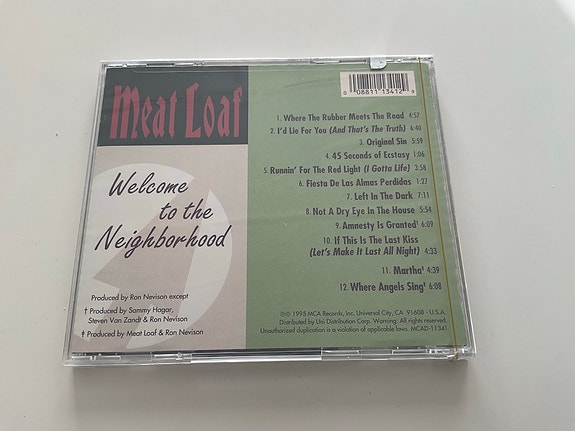 Meat Loaf
Welcome
to the
Neighborhood
Produced by Ron Nevison except
† Produced by Sammy Hagar,
Steven Van Zandt & Ron Nevison
‡ Produced by Meat Loaf & Ron Nevison
0 08811 13412 9
1. Where The Rubber Meets The Road 4:57
2. I'd Lie For You (And That's The Truth) 6:40
3. Original Sin 5:59
4. 45 Seconds of Ecstasy 1:06
5. Runnin' For The Red Light (I Gotta Life) 3:58
6. Fiesta De Las Almas Perdidas 1:27
7. Left In The Dark 7:11
8. Not A Dry Eye In The House 5:54
9. Amnesty Is Granted† 6:09
10. If This Is The Last Kiss
(Let's Make It Last All Night) 4:33
11. Martha‡ 4:39
12. Where Angels Sing‡ 6:08
℗© 1995 MCA Records, Inc. Universal City, CA 91608 - U.S.A.
Distributed by Uni Distribution Corp. Warning. All rights reserved.
Unauthorized duplication is a violation of applicable laws. MCAD-11341